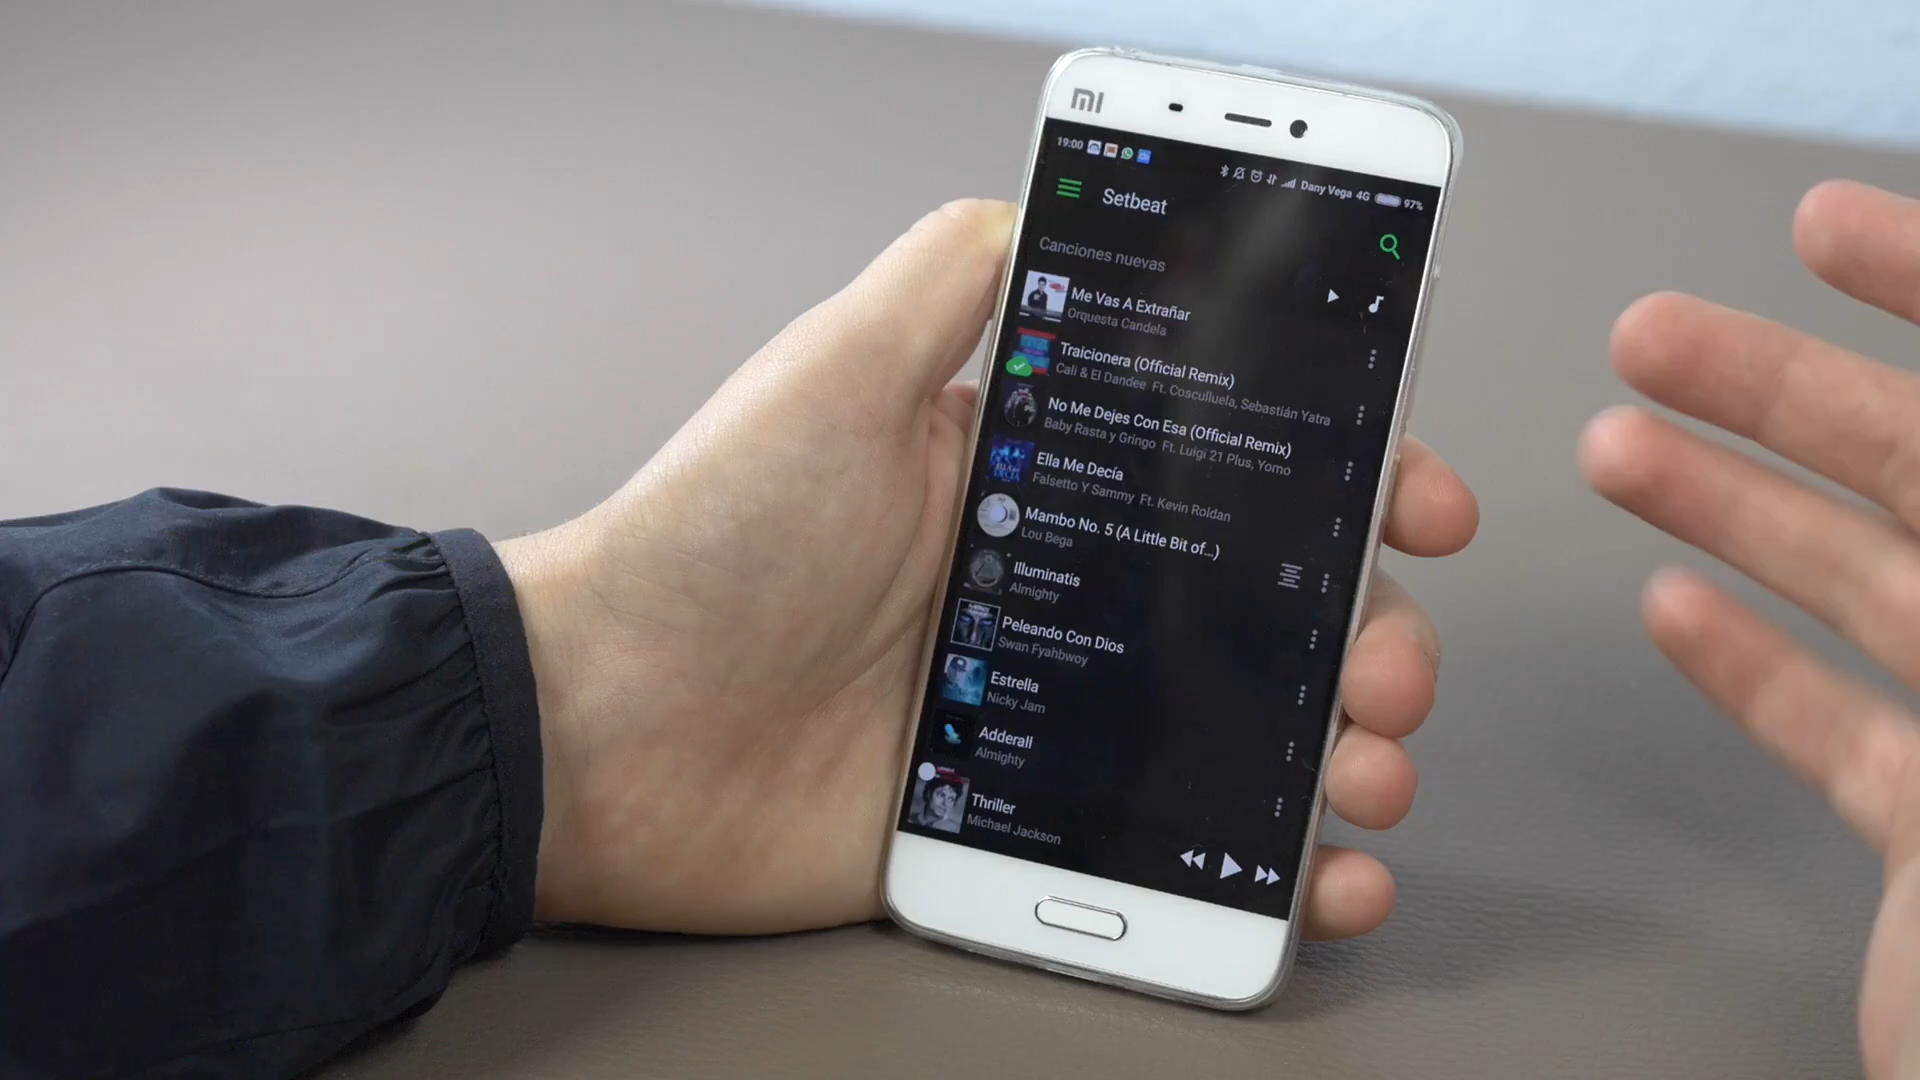 MI
19:00
Dany Vega 4G 97%
Setbeat
Canciones nuevas
Me Vas A Extrañar
Orquesta Candela
Traicionera (Official Remix)
Cali & El Dandee Ft. Cosculluela, Sebastián Yatra
No Me Dejes Con Esa (Official Remix)
Baby Rasta y Gringo Ft. Luigi 21 Plus, Yomo
Ella Me Decía
Falsetto Y Sammy Ft. Kevin Roldan
Mambo No. 5 (A Little Bit of...)
Lou Bega
Illuminatis
Almighty
Peleando Con Dios
Swan Fyahbwoy
Estrella
Nicky Jam
Adderall
Almighty
Thriller
Michael Jackson